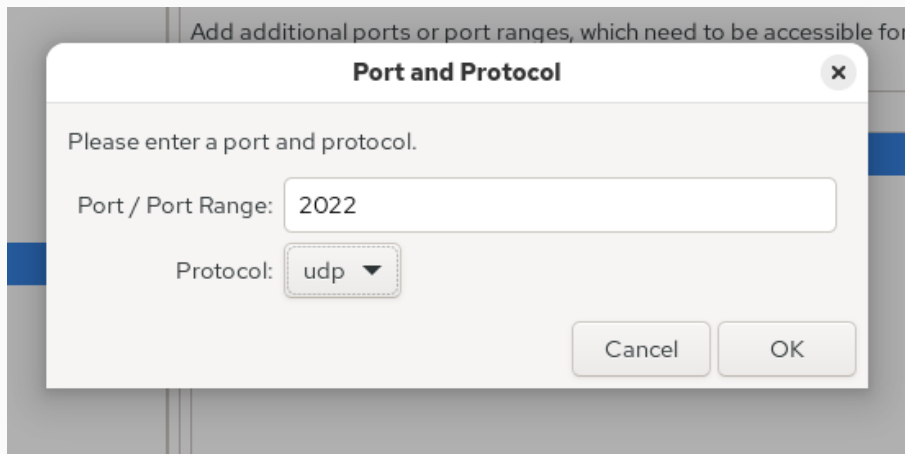 Add additional ports or port ranges, which need to be accessible for
Port and Protocol
Please enter a port and protocol.
Port / Port Range: 2022
Protocol: udp
Cancel OK